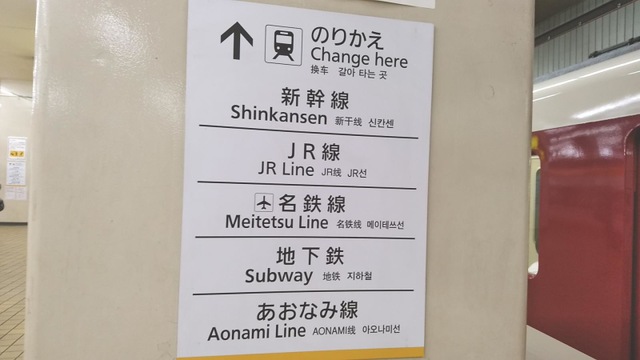 のりかえ
Change here
换车 갈아 타는 곳
新幹線
Shinkansen 新干线 신칸센
JR線
JR Line JR线 JR선
名鉄線
Meitetsu Line 名铁线 메이테쓰선
地下鉄
Subway 地铁 지하철
あおなみ線
Aonami Line AONAMI线 아오나미선